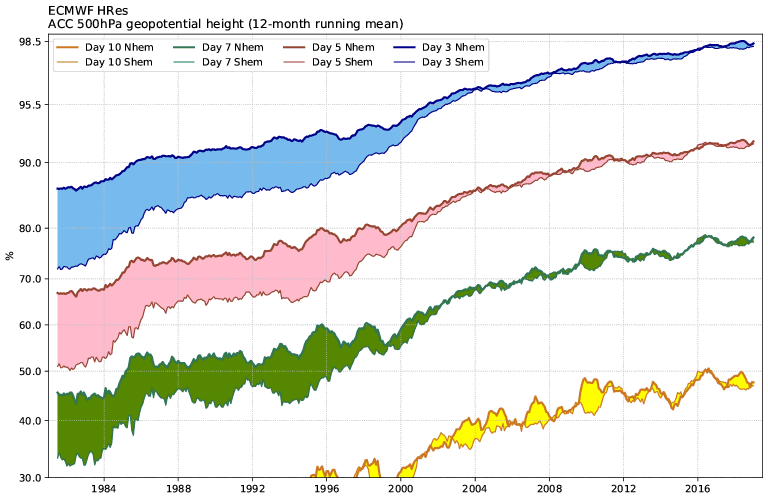 ECMWF HRes
ACC 500hPa geopotential height (12-month running mean)
Day 10 Nhem Day 7 Nhem Day 5 Nhem Day 3 Nhem
Day 10 Shem Day 7 Shem Day 5 Shem Day 3 Shem
98.5
95.5
90.0
80.0
%
70.0
60.0
50.0
40.0
30.0
1984 1988 1992 1996 2000 2004 2008 2012 2016